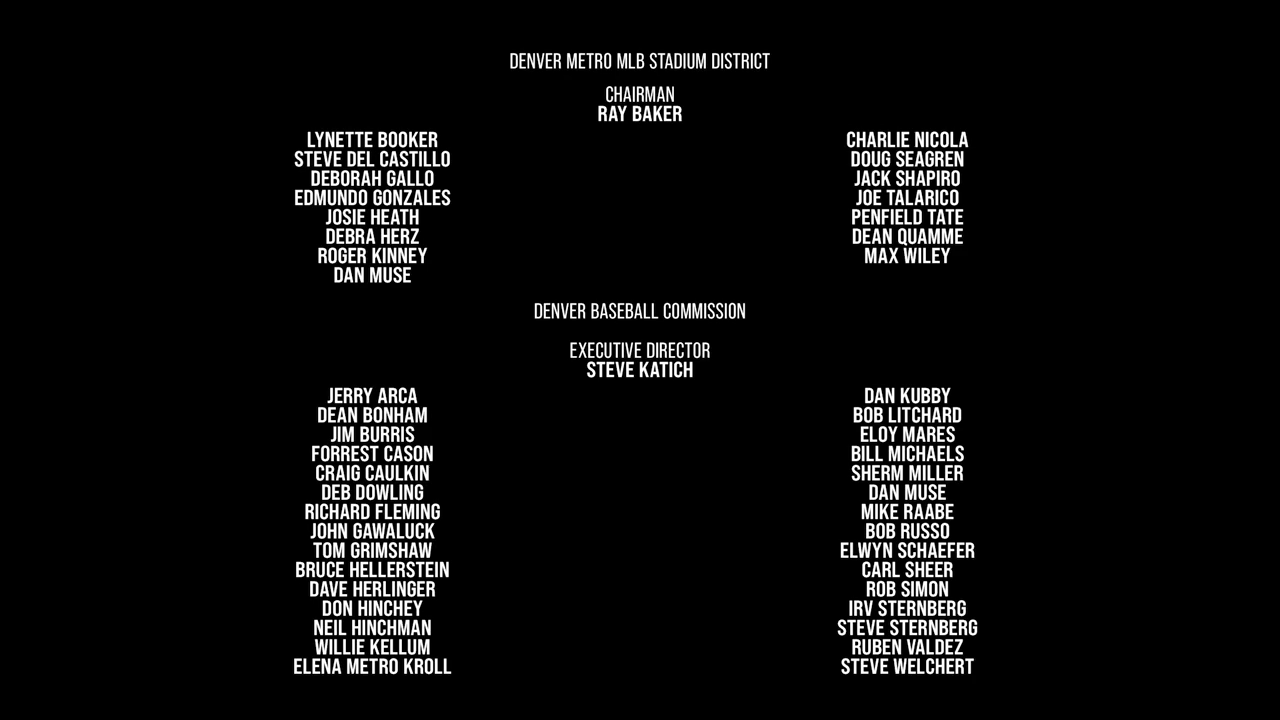 DENVER METRO MLB STADIUM DISTRICT
CHAIRMAN
RAY BAKER
LYNETTE BOOKER
STEVE DEL CASTILLO
DEBORAH GALLO
EDMUNDO GONZALES
JOSIE HEATH
DEBRA HERZ
ROGER KINNEY
DAN MUSE
CHARLIE NICOLA
DOUG SEAGREN
JACK SHAPIRO
JOE TALARICO
PENFIELD TATE
DEAN QUAMME
MAX WILEY
DENVER BASEBALL COMMISSION
EXECUTIVE DIRECTOR
STEVE KATICH
JERRY ARCA
DEAN BONHAM
JIM BURRIS
FORREST CASON
CRAIG CAULKIN
DEB DOWLING
RICHARD FLEMING
JOHN GAWALUCK
TOM GRIMSHAW
BRUCE HELLERSTEIN
DAVE HERLINGER
DON HINCHEY
NEIL HINCHMAN
WILLIE KELLUM
ELENA METRO KROLL
DAN KUBBY
BOB LITCHARD
ELOY MARES
BILL MICHAELS
SHERM MILLER
DAN MUSE
MIKE RAABE
BOB RUSSO
ELWYN SCHAEFER
CARL SHEER
ROB SIMON
IRV STERNBERG
STEVE STERNBERG
RUBEN VALDEZ
STEVE WELCHERT